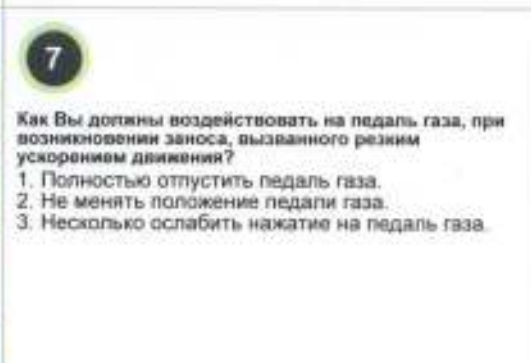 7
Как Вы должны воздействовать на педаль газа, при
возникновении заноса, вызванного резким
ускорением движения?
1. Полностью отпустить педаль газа.
2. Не менять положение педали газа.
3. Несколько ослабить нажатие на педаль газа.